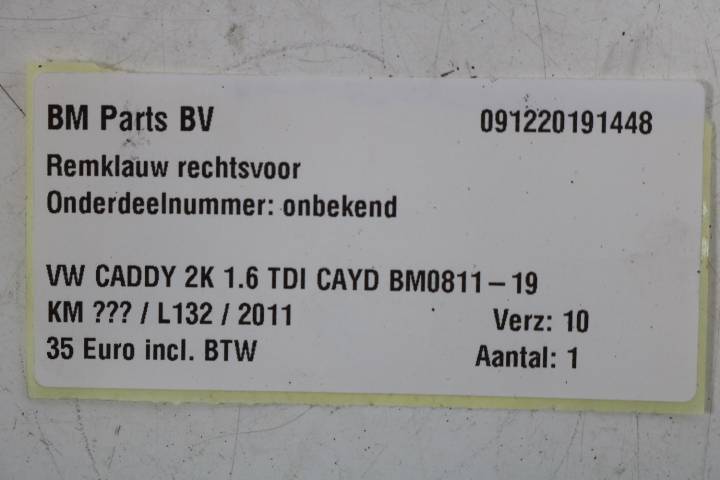 BM Parts BV 091220191448
Remklauw rechtsvoor
Onderdeelnummer: onbekend
VW CADDY 2K 1.6 TDI CAYD BM0811-19
KM ??? / L132 / 2011 Verz: 10
35 Euro incl. BTW Aantal: 1